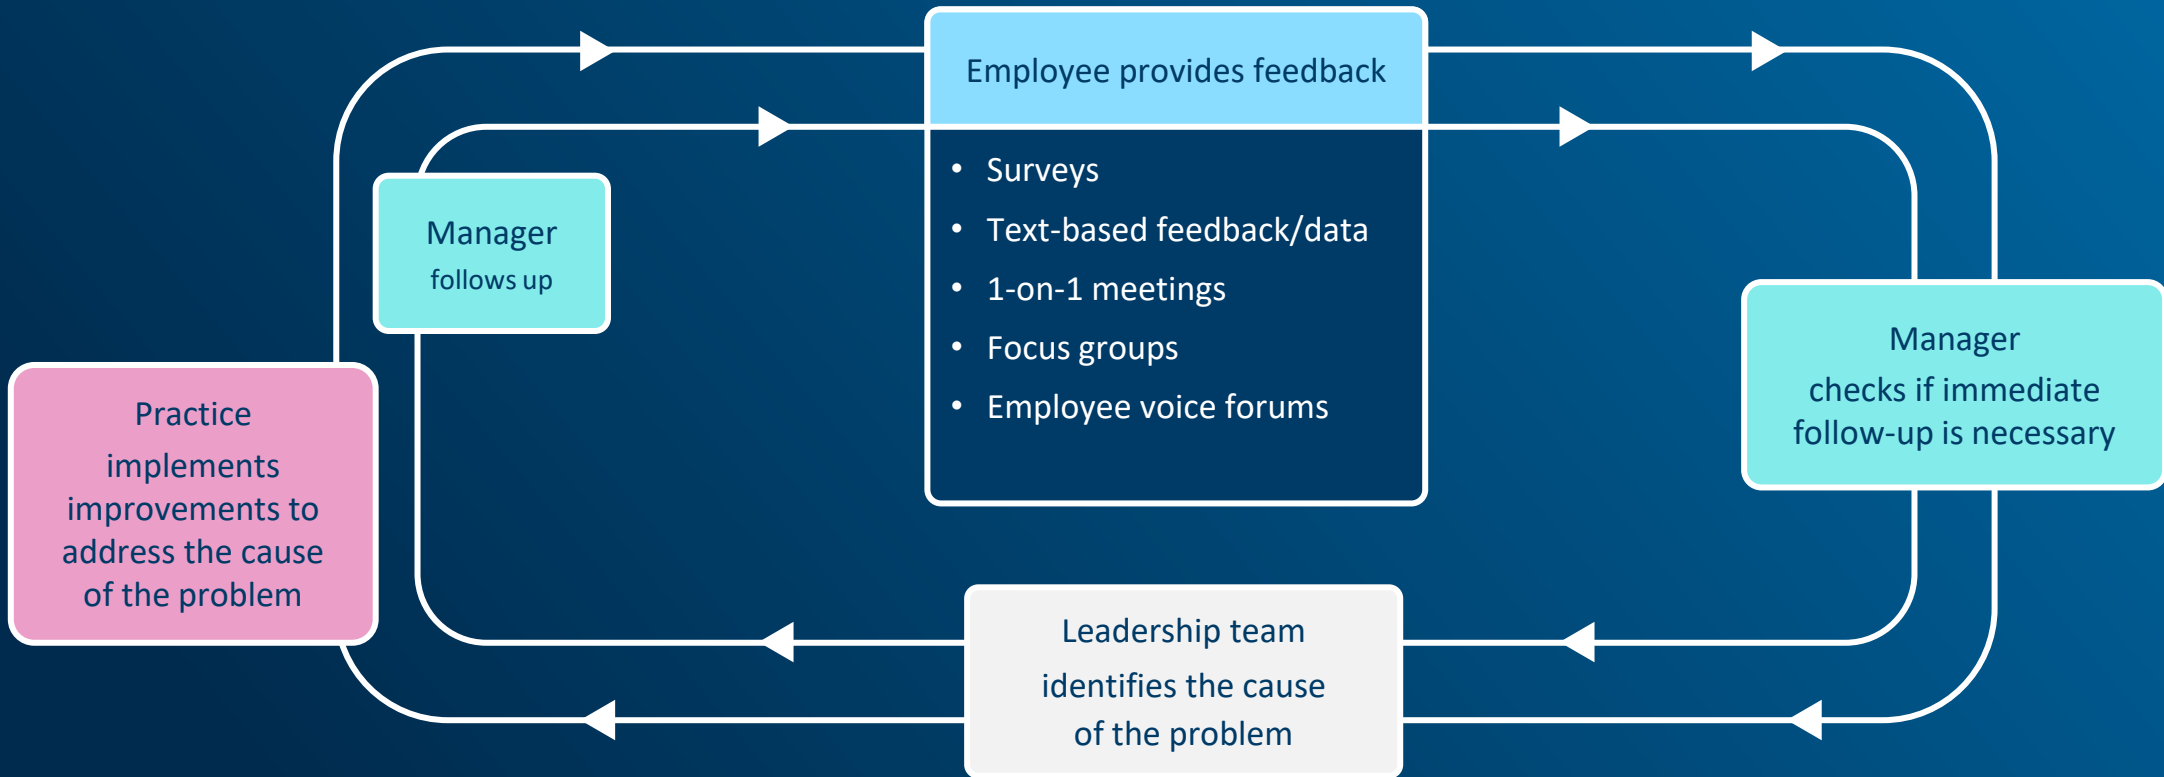 Employee provides feedback
• Surveys
• Text-based feedback/data
• 1-on-1 meetings
• Focus groups
• Employee voice forums
Manager
checks if immediate
follow-up is necessary
Leadership team
identifies the cause
of the problem
Manager
follows up
Practice
implements
improvements to
address the cause
of the problem